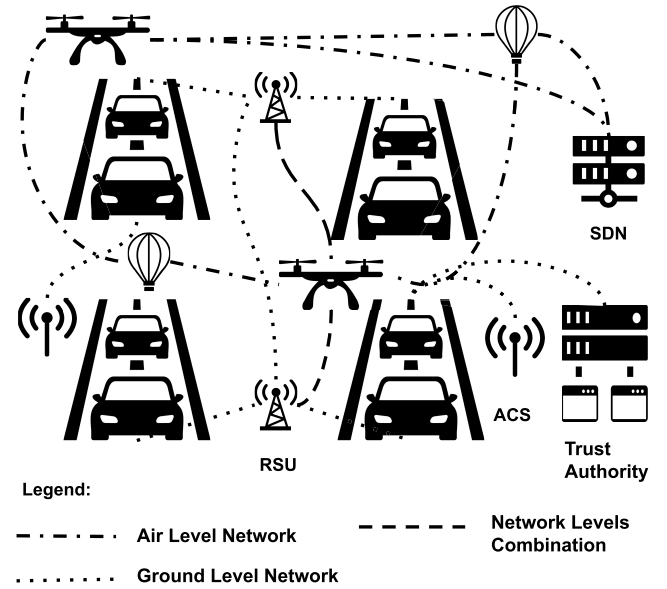 SDN
ACS
RSU
Trust
Authority
Legend:
Air Level Network
Ground Level Network
Network Levels
Combination